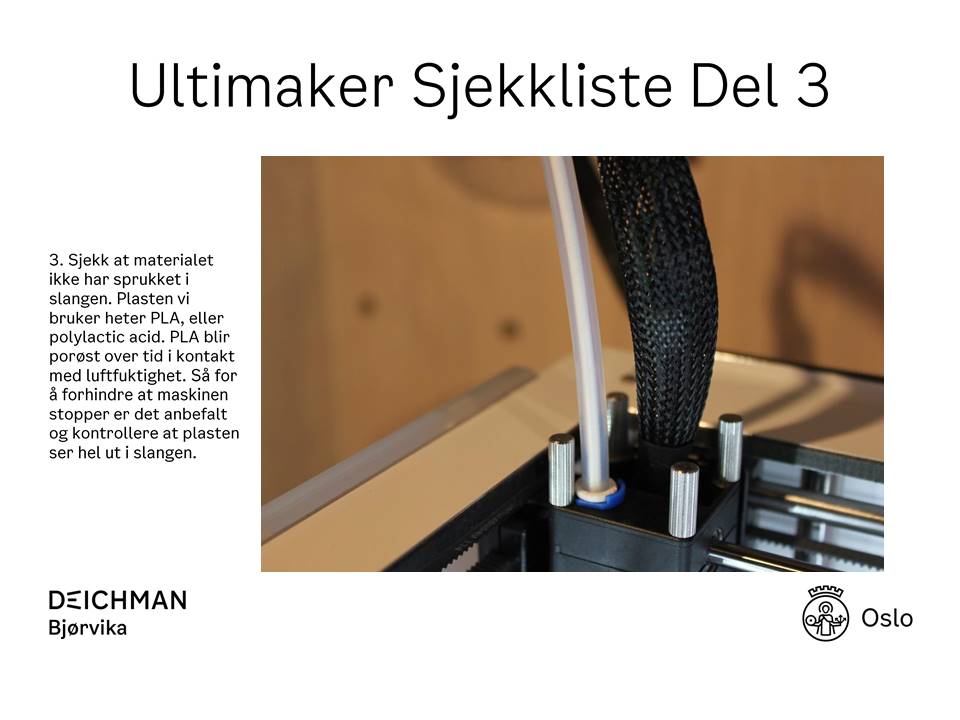 Ultimaker Sjekkliste Del 3
3. Sjekk at materialet
ikke har sprukket i
slangen. Plasten vi
bruker heter PLA, eller
polylactic acid. PLA blir
porøst over tid i kontakt
med luftfuktighet. Så for
å forhindre at maskinen
stopper er det anbefalt
og kontrollere at plasten
ser hel ut i slangen.
DEICHMAN
Bjørvika
Oslo